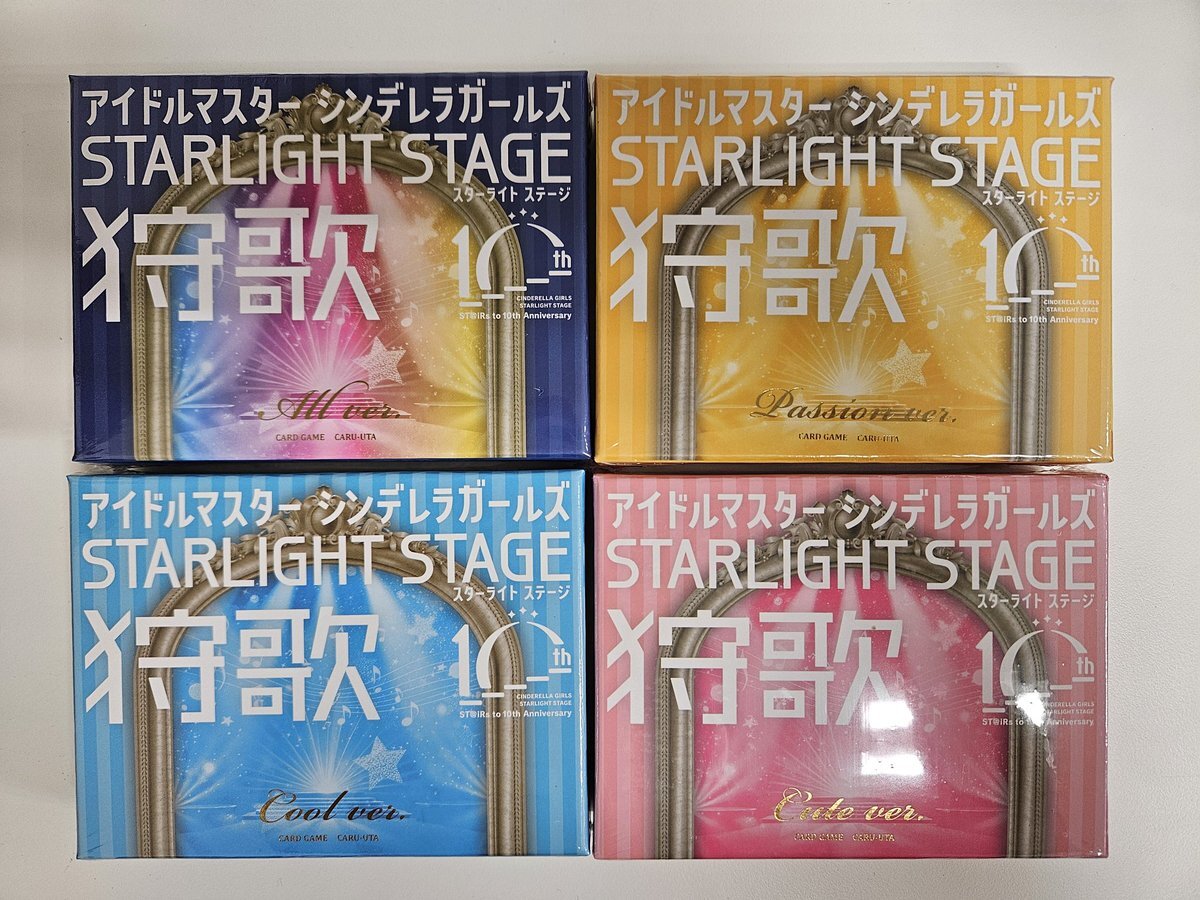 アイドルマスター シンデレラガールズ
STARLIGHT STAGE
スターライト ステージ
狩歌
10th
CINDERELLA GIRLS
STARLIGHT STAGE
ST@iRs to 10th Anniversary
All ver.
CARD GAME CARU-UTA
アイドルマスター シンデレラガールズ
STARLIGHT STAGE
スターライト ステージ
狩歌
10th
CINDERELLA GIRLS
STARLIGHT STAGE
ST@iRs to 10th Anniversary
Passion ver.
CARD GAME CARU-UTA
アイドルマスター シンデレラガールズ
STARLIGHT STAGE
スターライト ステージ
狩歌
10th
CINDERELLA GIRLS
STARLIGHT STAGE
ST@iRs to 10th Anniversary
Cool ver.
CARD GAME CARU-UTA
アイドルマスター シンデレラガールズ
STARLIGHT STAGE
スターライト ステージ
狩歌
10th
CINDERELLA GIRLS
STARLIGHT STAGE
ST@iRs to 10th Anniversary
Cute ver.
CARD GAME CARU-UTA